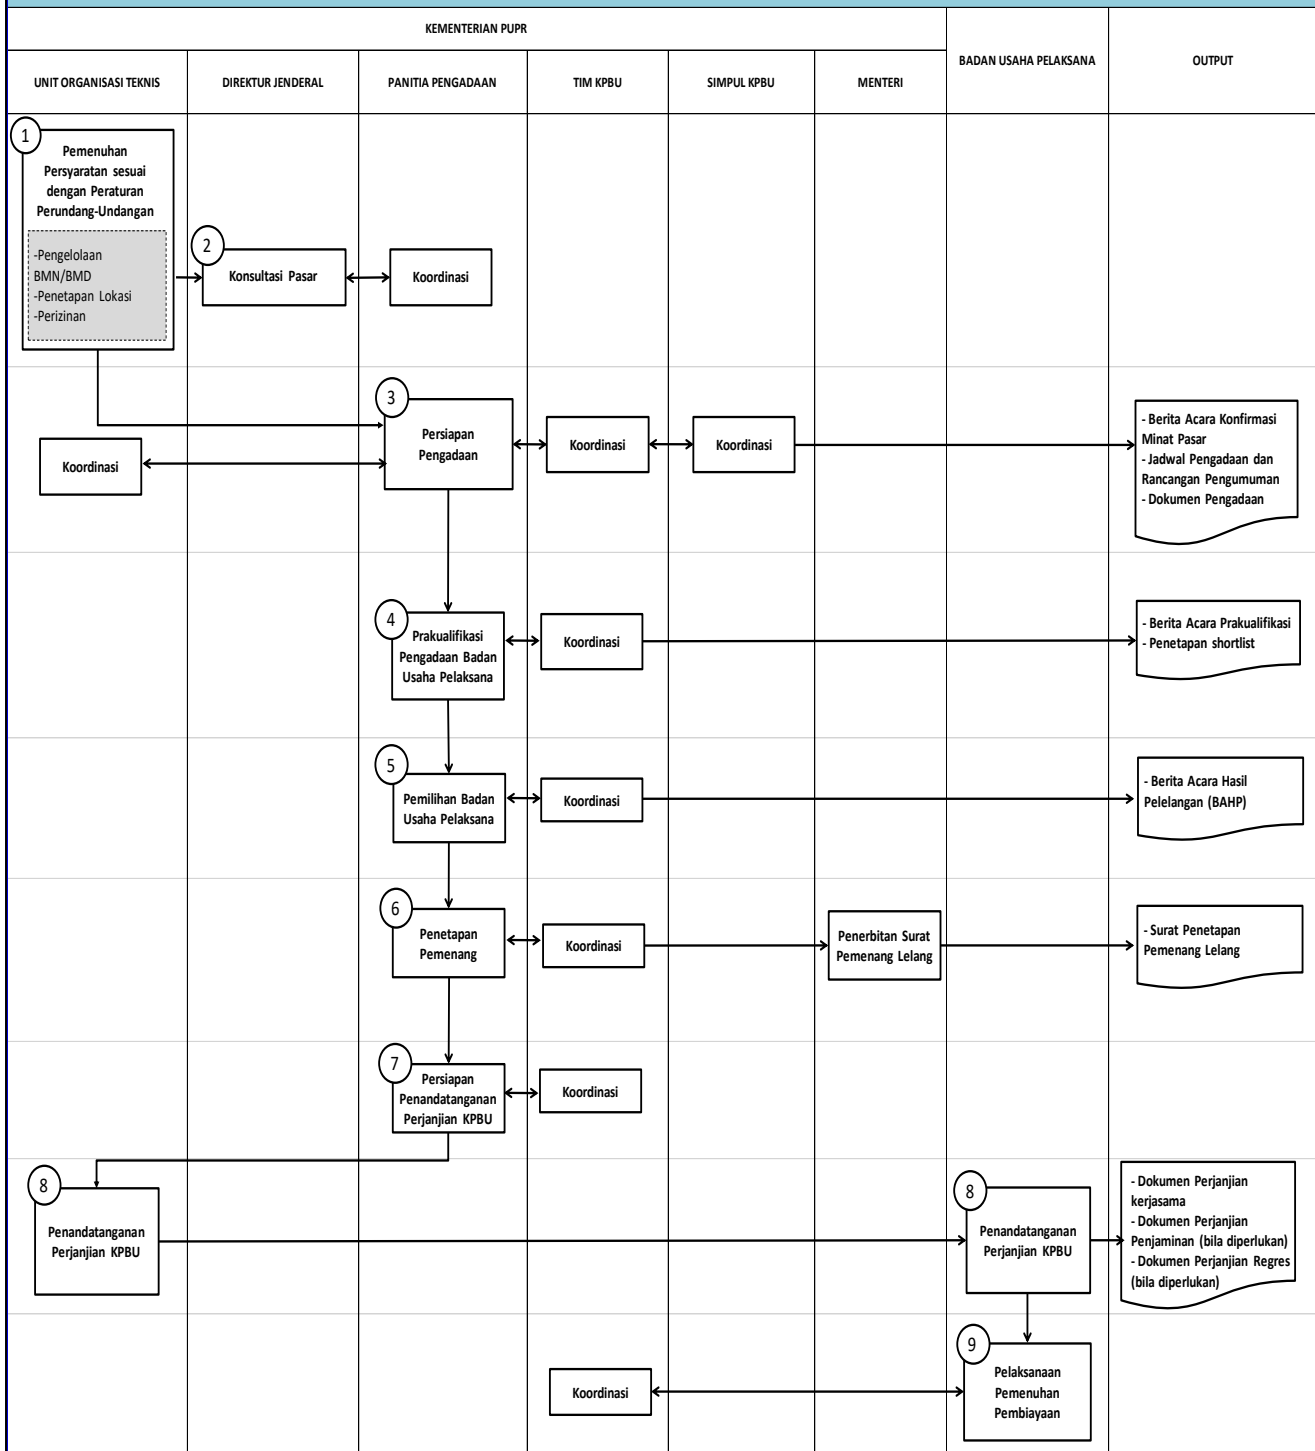 KEMENTERIAN PUPR
BADAN USAHA PELAKSANA
OUTPUT
UNIT ORGANISASI TEKNIS
DIREKTUR JENDERAL
PANITIA PENGADAAN
TIM KPBU
SIMPUL KPBU
MENTERI
1
Pemenuhan
Persyaratan sesuai
dengan Peraturan
Perundang-Undangan
-Pengelolaan
BMN/BMD
-Penetapan Lokasi
-Perizinan
2
Konsultasi Pasar
Koordinasi
3
Persiapan
Pengadaan
Koordinasi
Koordinasi
Koordinasi
- Berita Acara Konfirmasi
Minat Pasar
- Jadwal Pengadaan dan
Rancangan Pengumuman
- Dokumen Pengadaan
4
Prakualifikasi
Pengadaan Badan
Usaha Pelaksana
Koordinasi
- Berita Acara Prakualifikasi
- Penetapan shortlist
5
Pemilihan Badan
Usaha Pelaksana
Koordinasi
- Berita Acara Hasil
Pelelangan (BAHP)
6
Penetapan
Pemenang
Koordinasi
Penerbitan Surat
Pemenang Lelang
- Surat Penetapan
Pemenang Lelang
7
Persiapan
Penandatanganan
Perjanjian KPBU
Koordinasi
8
Penandatanganan
Perjanjian KPBU
8
Penandatanganan
Perjanjian KPBU
- Dokumen Perjanjian
kerjasama
- Dokumen Perjanjian
Penjaminan (bila diperlukan)
- Dokumen Perjanjian Regres
(bila diperlukan)
9
Pelaksanaan
Pemenuhan
Pembiayaan
Koordinasi